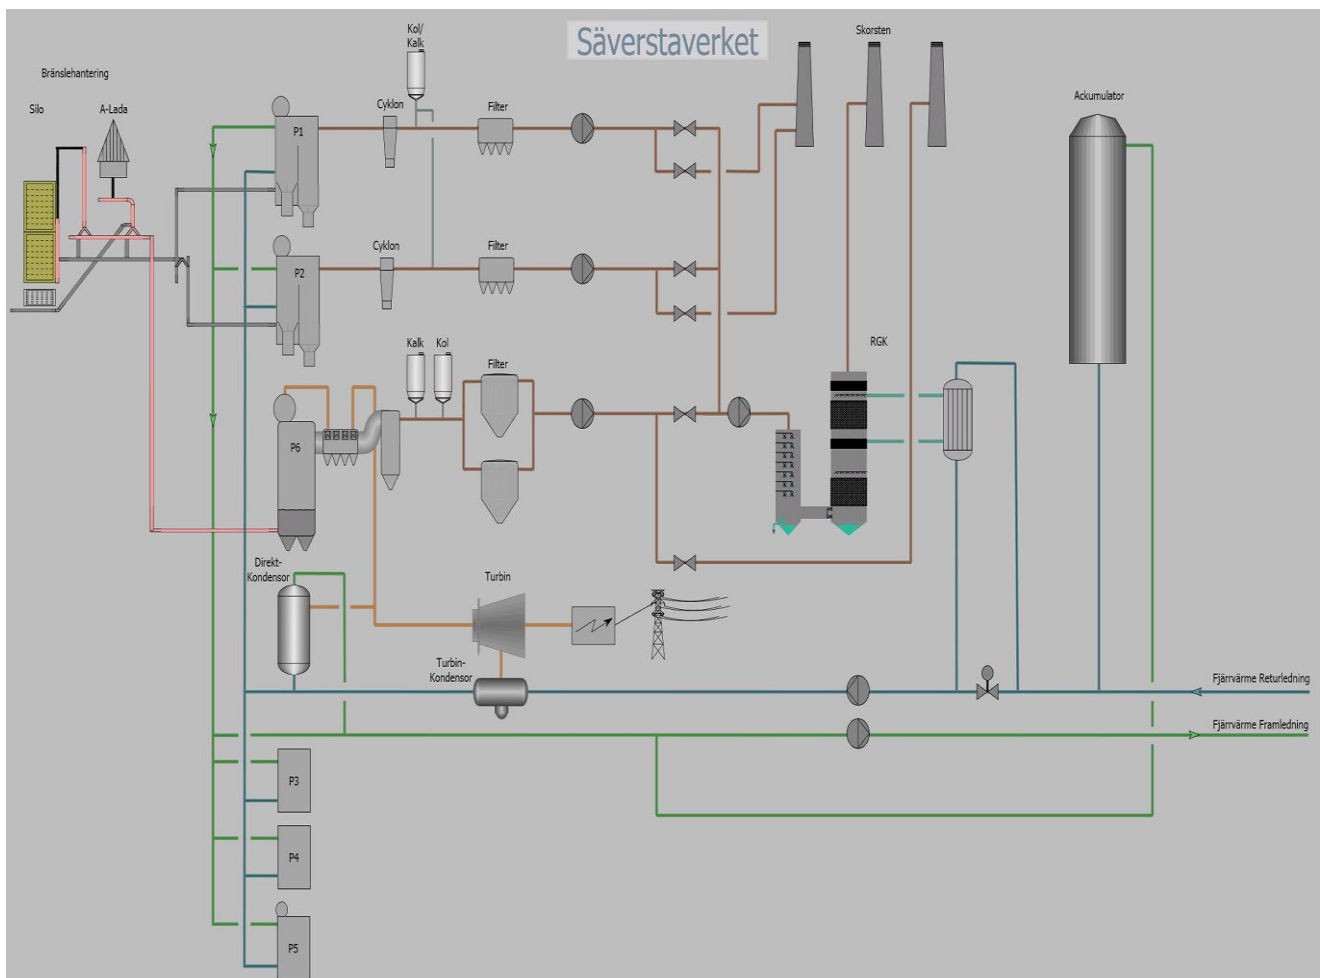 Säverstaverket
Kol/
Kalk
Skorsten
Bränslehantering
Silo
A-Lada
Cyklon
Filter
Ackumulator
P1
Cyklon
Filter
P2
Kalk
Kol
Filter
RGK
P6
Direkt-
Kondensor
Turbin
Turbin-
Kondensor
Fjärrvärme Returledning
Fjärrvärme Framledning
P3
P4
P5